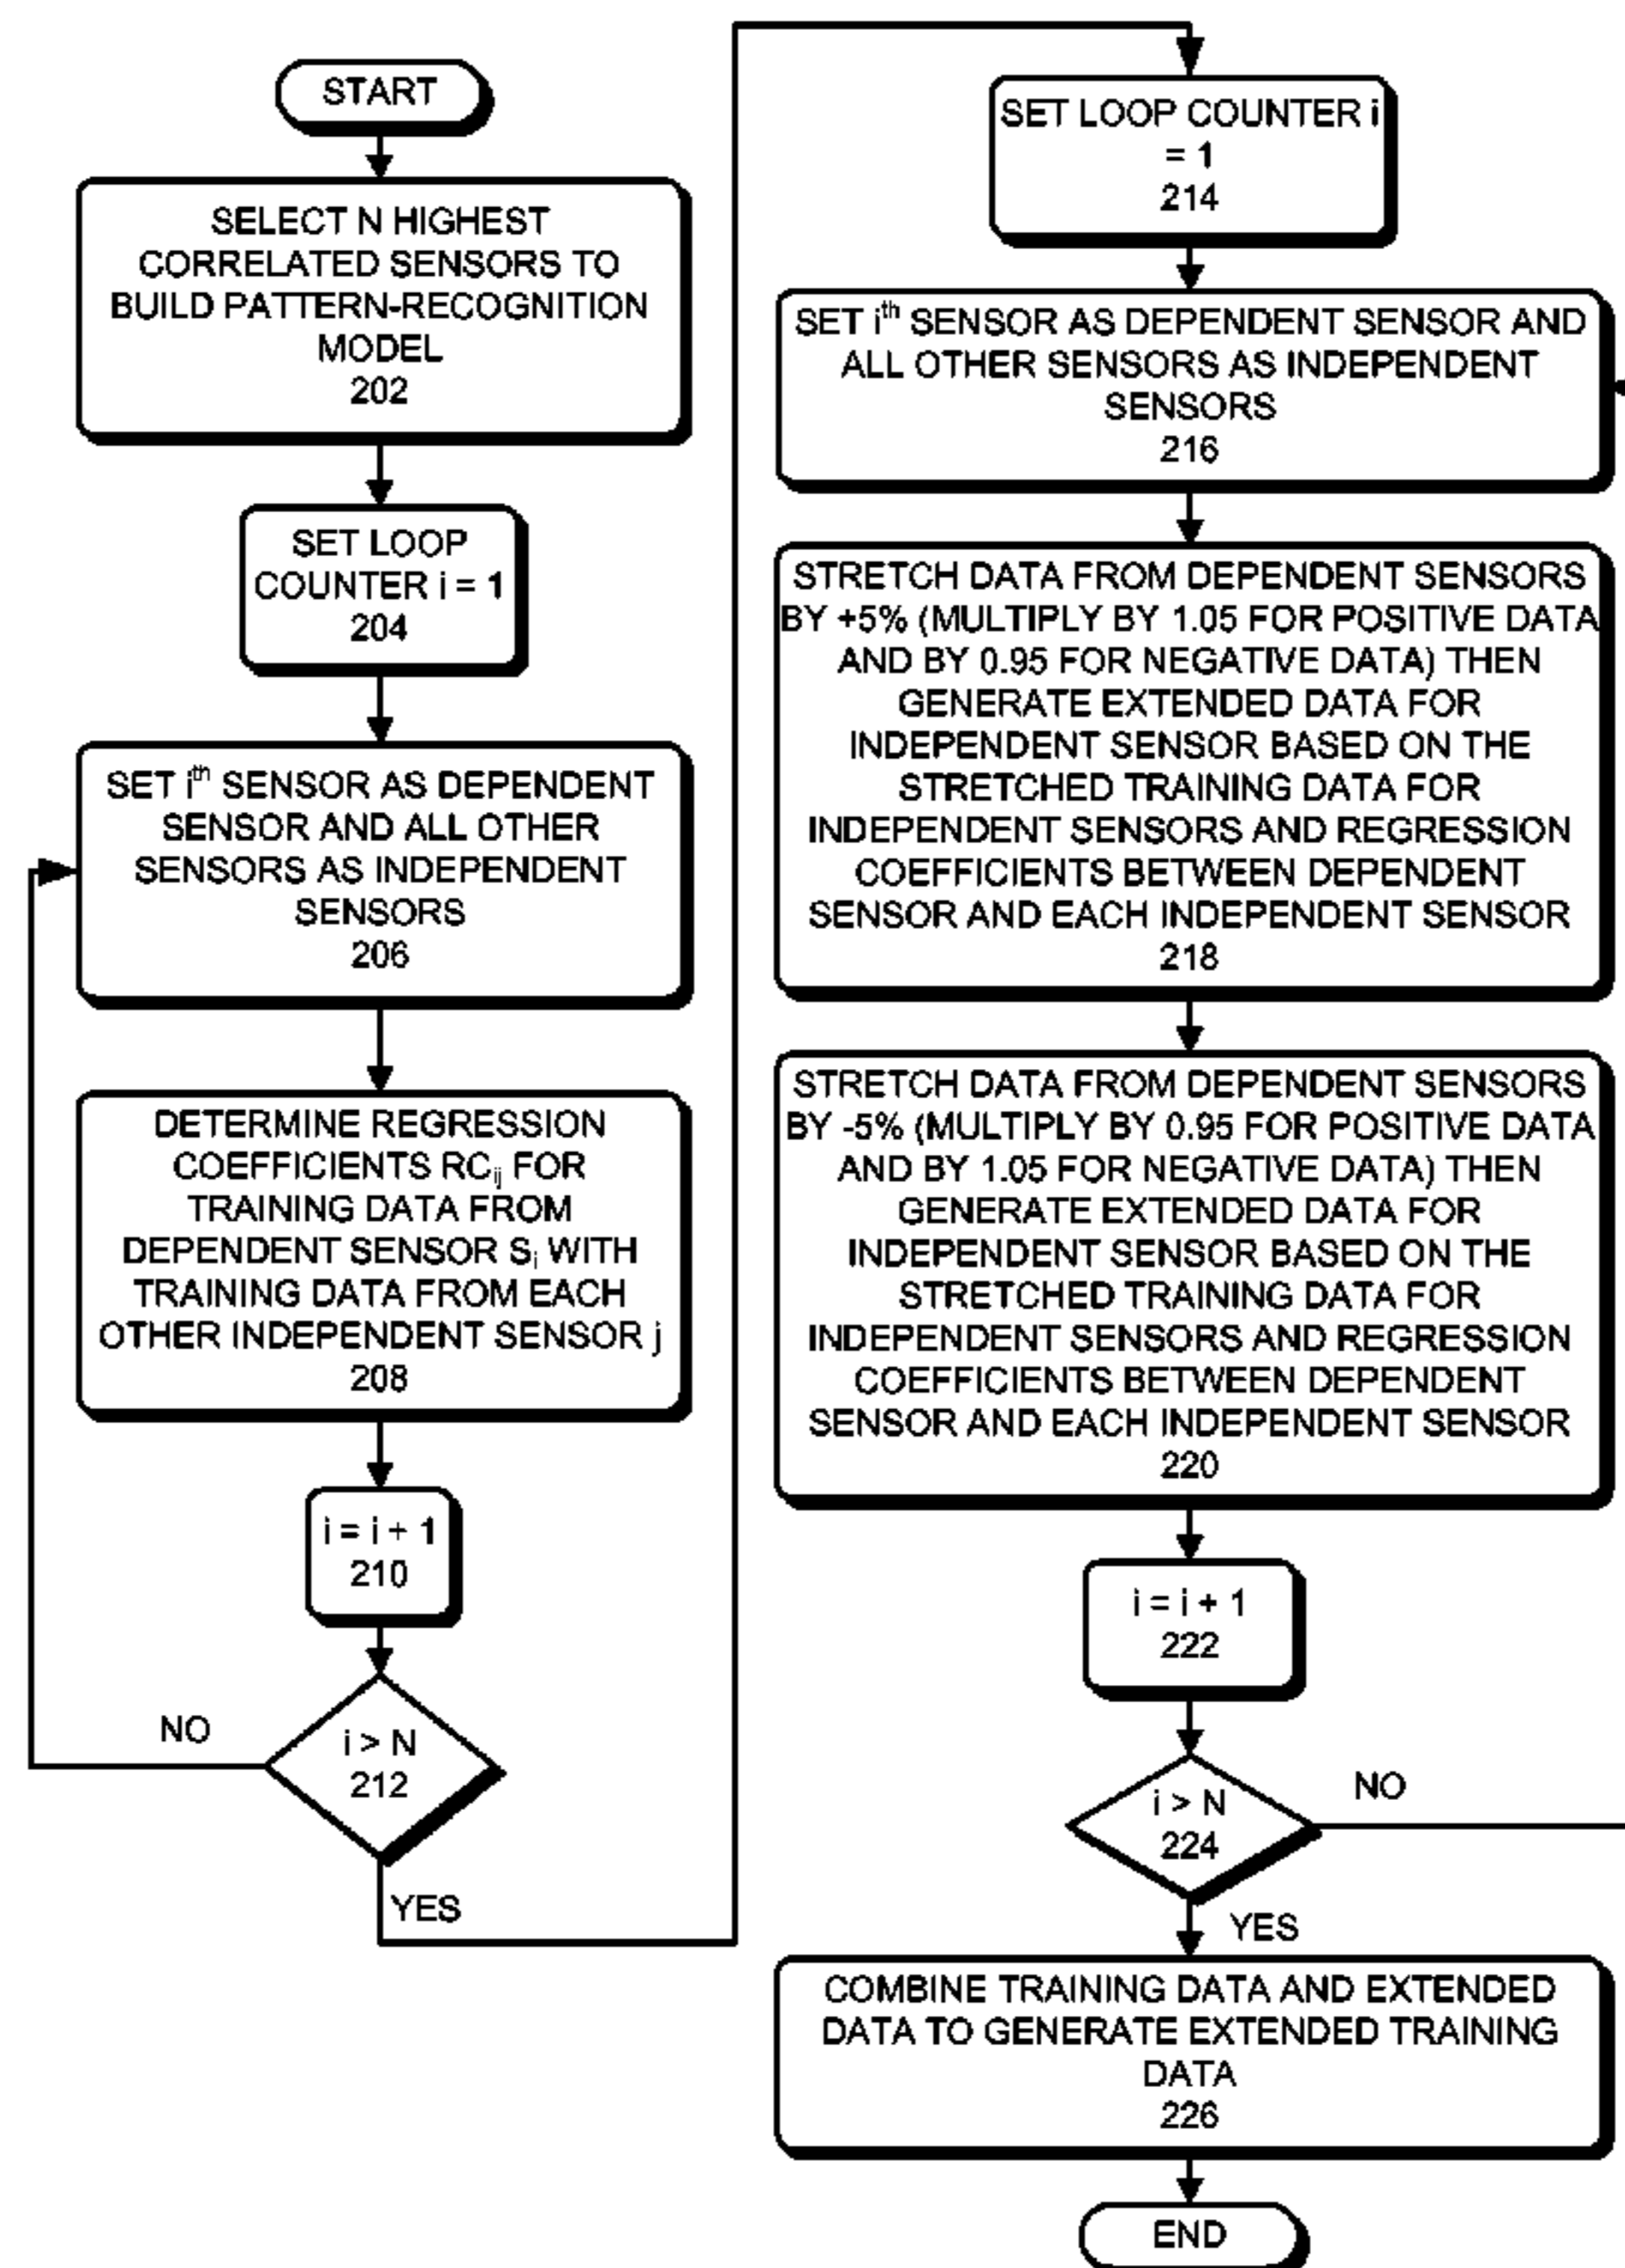 START
SELECT N HIGHEST
CORRELATED SENSORS TO
BUILD PATTERN-RECOGNITION
MODEL
202
SET LOOP
COUNTER i = 1
204
SET ith SENSOR AS DEPENDENT
SENSOR AND ALL OTHER
SENSORS AS INDEPENDENT
SENSORS
206
DETERMINE REGRESSION
COEFFICIENTS RCij FOR
TRAINING DATA FROM
DEPENDENT SENSOR Si WITH
TRAINING DATA FROM EACH
OTHER INDEPENDENT SENSOR j
208
i = i + 1
210
NO
i > N
212
YES
SET LOOP COUNTER i
= 1
214
SET ith SENSOR AS DEPENDENT SENSOR AND
ALL OTHER SENSORS AS INDEPENDENT
SENSORS
216
STRETCH DATA FROM DEPENDENT SENSORS
BY +5% (MULTIPLY BY 1.05 FOR POSITIVE DATA
AND BY 0.95 FOR NEGATIVE DATA) THEN
GENERATE EXTENDED DATA FOR
INDEPENDENT SENSOR BASED ON THE
STRETCHED TRAINING DATA FOR
INDEPENDENT SENSORS AND REGRESSION
COEFFICIENTS BETWEEN DEPENDENT
SENSOR AND EACH INDEPENDENT SENSOR
218
STRETCH DATA FROM DEPENDENT SENSORS
BY -5% (MULTIPLY BY 0.95 FOR POSITIVE DATA
AND BY 1.05 FOR NEGATIVE DATA) THEN
GENERATE EXTENDED DATA FOR
INDEPENDENT SENSOR BASED ON THE
STRETCHED TRAINING DATA FOR
INDEPENDENT SENSORS AND REGRESSION
COEFFICIENTS BETWEEN DEPENDENT
SENSOR AND EACH INDEPENDENT SENSOR
220
i = i + 1
222
i > N
224
NO
YES
COMBINE TRAINING DATA AND EXTENDED
DATA TO GENERATE EXTENDED TRAINING
DATA
226
END